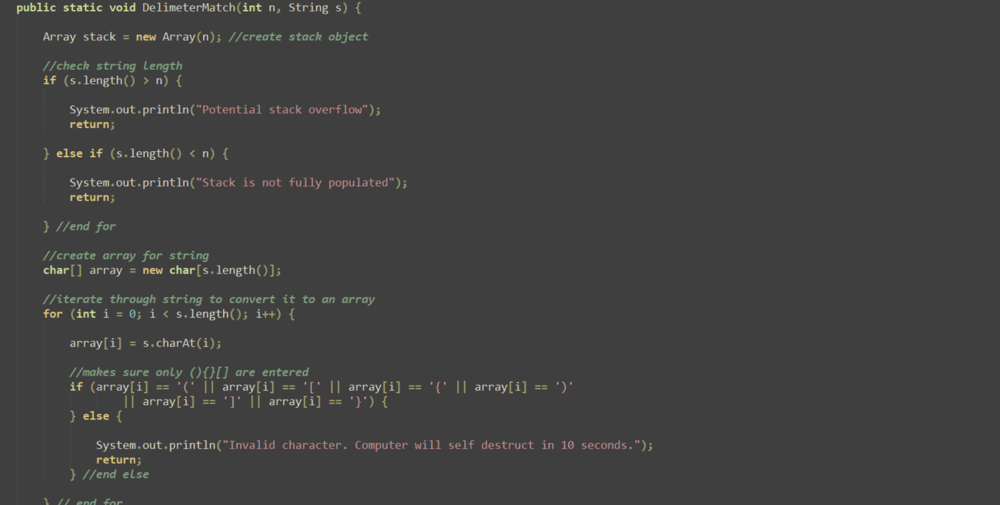 public static void DelimeterMatch(int n, String s) {
Array stack = new Array(n); //create stack object
//check string length
if (s.length() > n) {
System.out.println("Potential stack overflow");
return;
} else if (s.length() < n) {
System.out.println("Stack is not fully populated");
return;
} //end for
//create array for string
char[] array = new char[s.length()];
//iterate through string to convert it to an array
for (int i = 0; i < s.length(); i++) {
array[i] = s.charAt(i);
//makes sure only (){}[] are entered
if (array[i] == '(' || array[i] == '[' || array[i] == '{' || array[i] == ')'
|| array[i] == ']' || array[i] == '}') {
} else {
System.out.println("Invalid character. Computer will self destruct in 10 seconds.");
return;
} //end else
} // end for